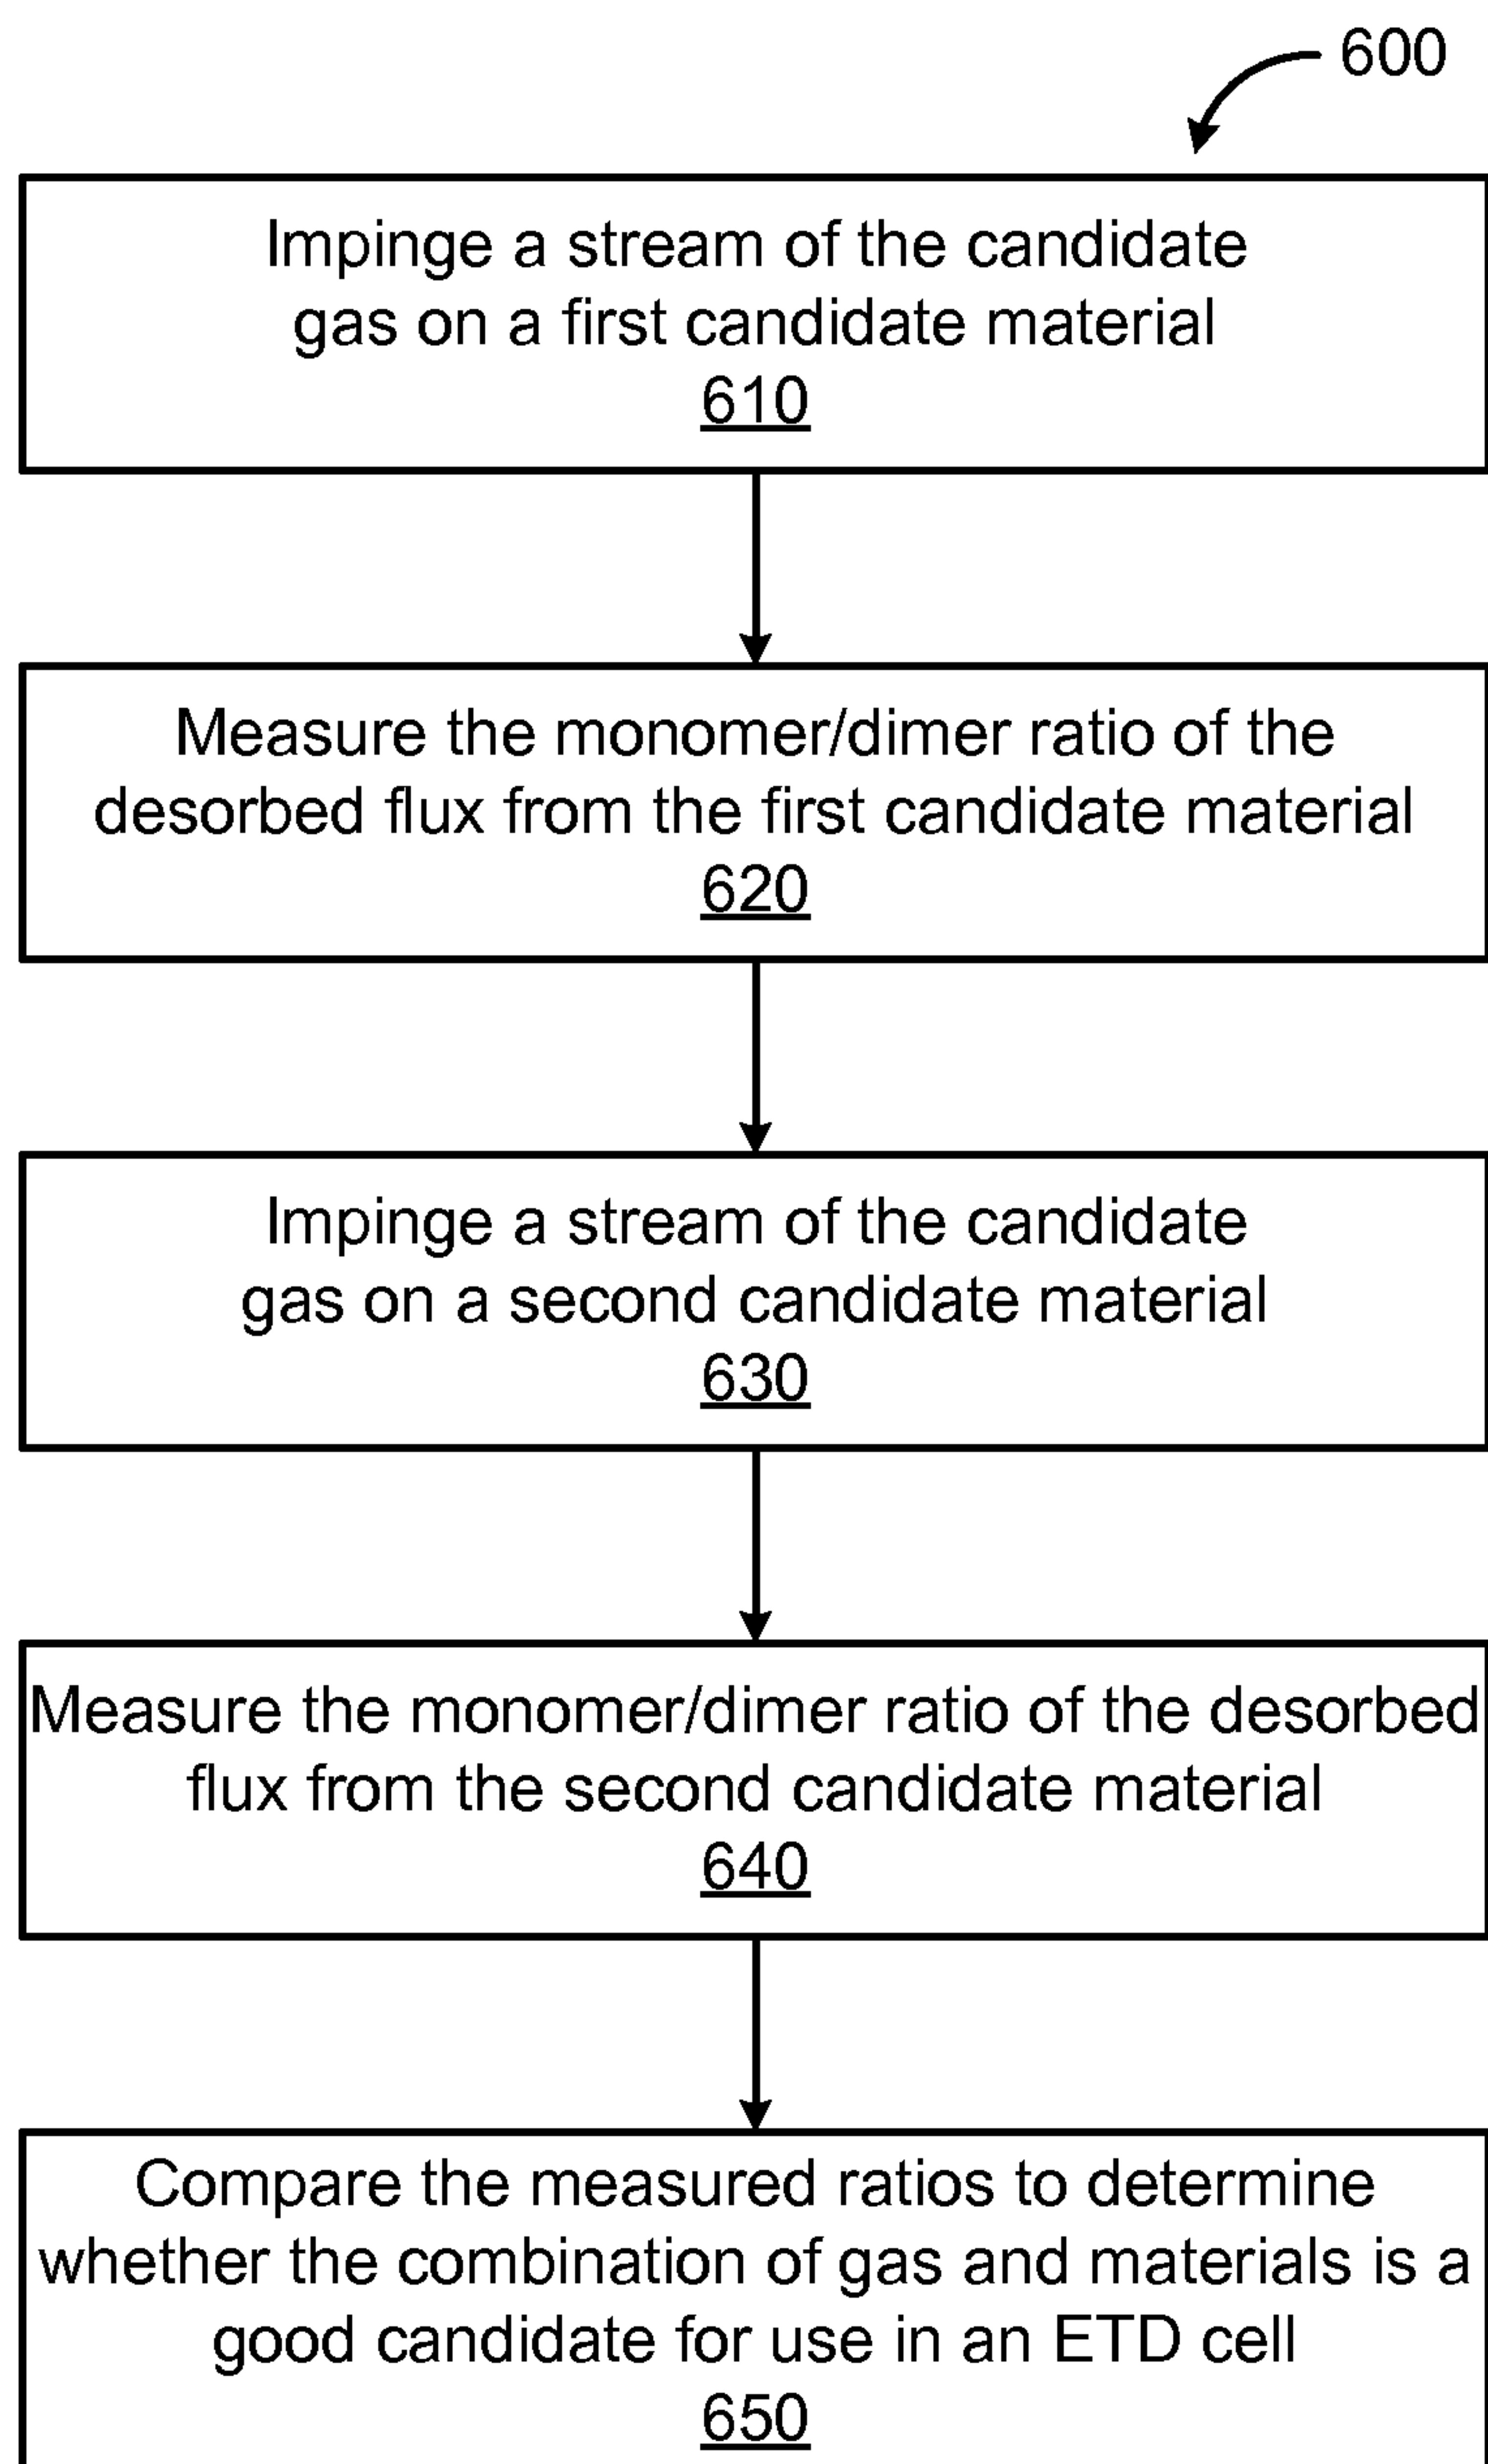 600
Impinge a stream of the candidate
gas on a first candidate material
610
Measure the monomer/dimer ratio of the
desorbed flux from the first candidate material
620
Impinge a stream of the candidate
gas on a second candidate material
630
Measure the monomer/dimer ratio of the desorbed
flux from the second candidate material
640
Compare the measured ratios to determine
whether the combination of gas and materials is a
good candidate for use in an ETD cell
650